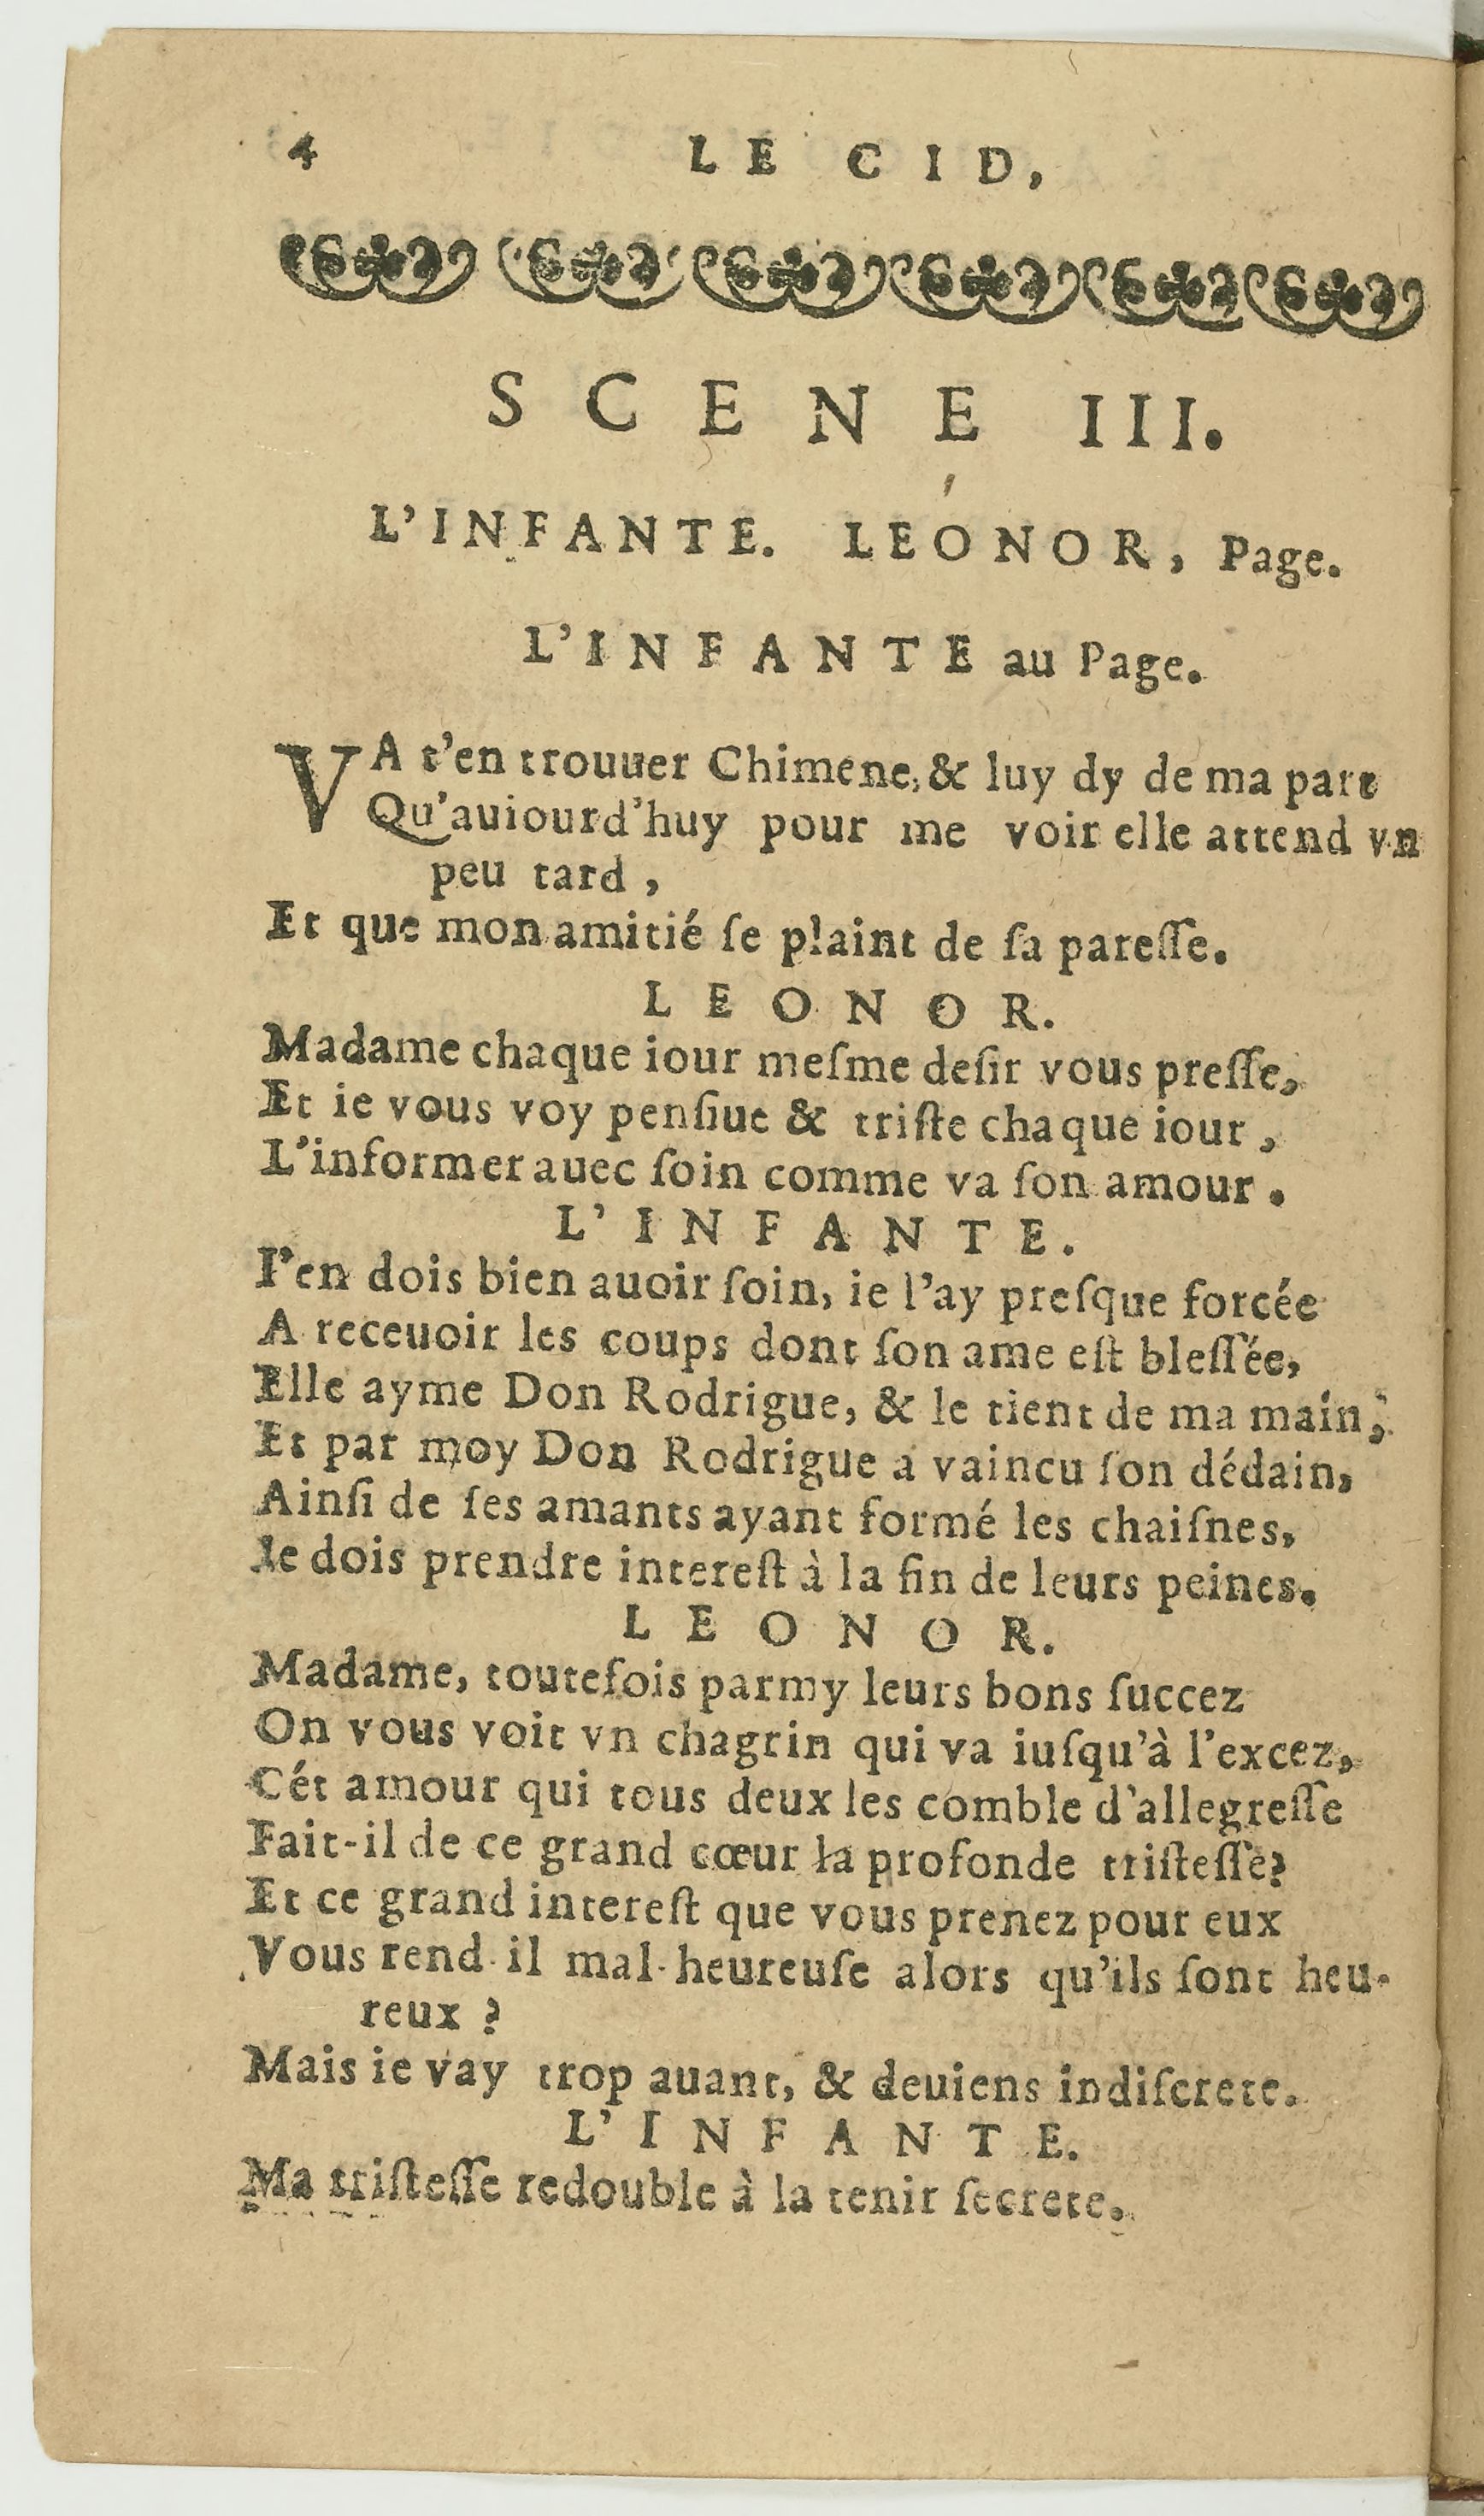 4 LE CID,
SCENE III.
L'INFANTE. LEONOR, Page.
L'INFANTE au Page.
VA t'en trouuer Chimene, & luy dy de ma part
Qu'auiourd'huy pour me voir elle attend vn
peu tard,
Et que mon amitié ſe plaint de ſa pareſſe.
LEONOR.
Madame chaque iour meſme deſir vous preſſe,
Et ie vous voy penſiue & triſte chaque iour,
L'informer auec ſoin comme va ſon amour.
L'INFANTE.
I'en dois bien auoir ſoin, ie l'ay preſque forcée
A receuoir les coups dont ſon ame eſt bleſſée,
Elle ayme Don Rodrigue, & le tient de ma main,
Et par moy Don Rodrigue a vaincu ſon dédain,
Ainſi de ſes amants ayant formé les chaiſnes,
Ie dois prendre intereſt à la fin de leurs peines.
LEONOR.
Madame, toutefois parmy leurs bons ſuccez
On vous voit vn chagrin qui va iuſqu'à l'excez,
Cét amour qui tous deux les comble d'allegreſſe
Fait-il de ce grand cœur la profonde triſteſſe?
Et ce grand intereſt que vous prenez pour eux
Vous rend-il mal-heureuſe alors qu'ils ſont heu-
reux?
Mais ie vay trop auant, & deuiens indiſcrete.
L'INFANTE.
Ma triſteſſe redouble à la tenir ſecrete.